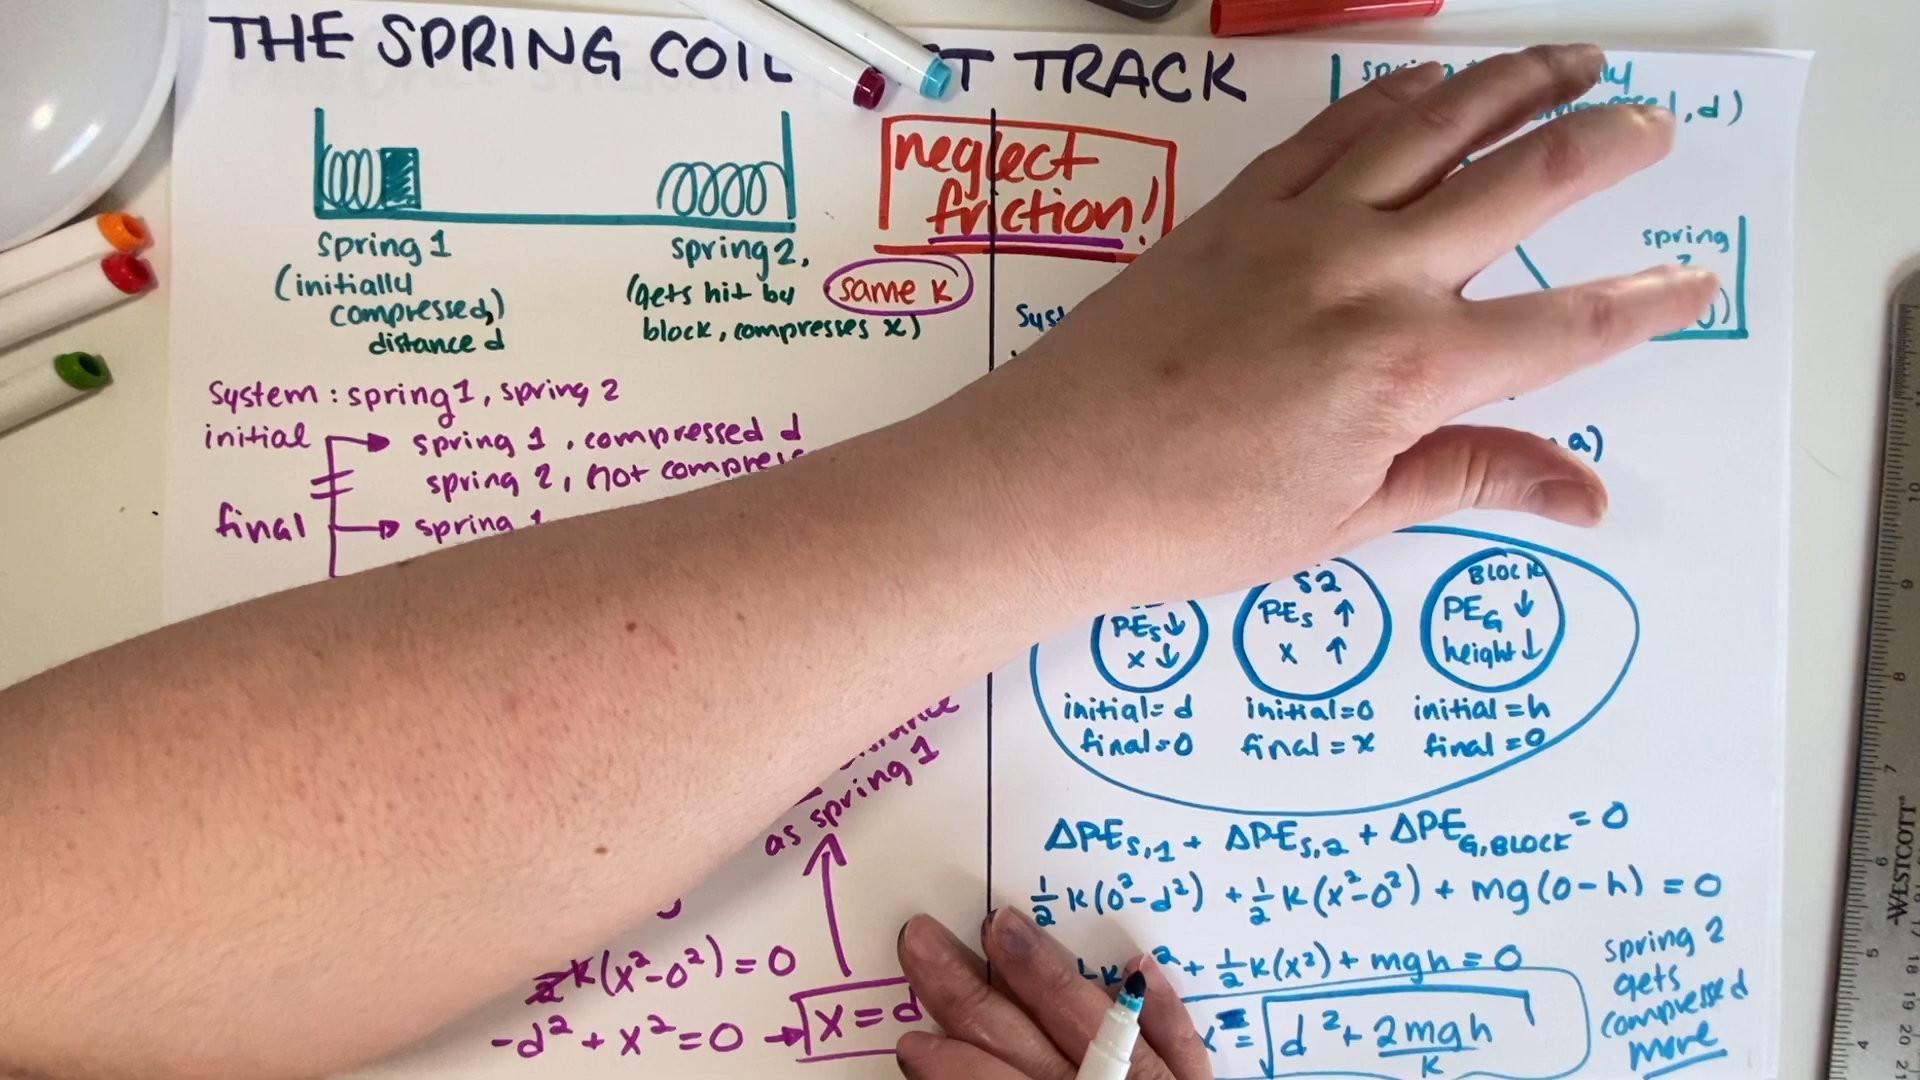 THE SPRING COIL T TRACK
neglect
friction!
spring 1
(initially
compressed,)
distance d
spring 2,
(gets hit by
block, compresses x)
same k
,d)
spring
System: spring 1, spring 2
initial
spring 1, compressed d
spring 2, not
final
spring 1
a)
PEs↓
x↓
S2
PEs ↑
x ↑
BLOCK
PEG ↓
height↓
initial=d
final=0
initial=0
final=x
initial=h
final=0
as spring 1
k(x²-0²)=0
-d²+x²=0 → x=d
ΔPEs,1 + ΔPEs,2 + ΔPEG,BLOCK = 0
½k(0²-d²) + ½k(x²-0²) + mg(0-h) = 0
² + ½k(x²) + mgh = 0
x = √d² + 2mgh/k
spring 2
gets
compressed
more
WESTCOTT